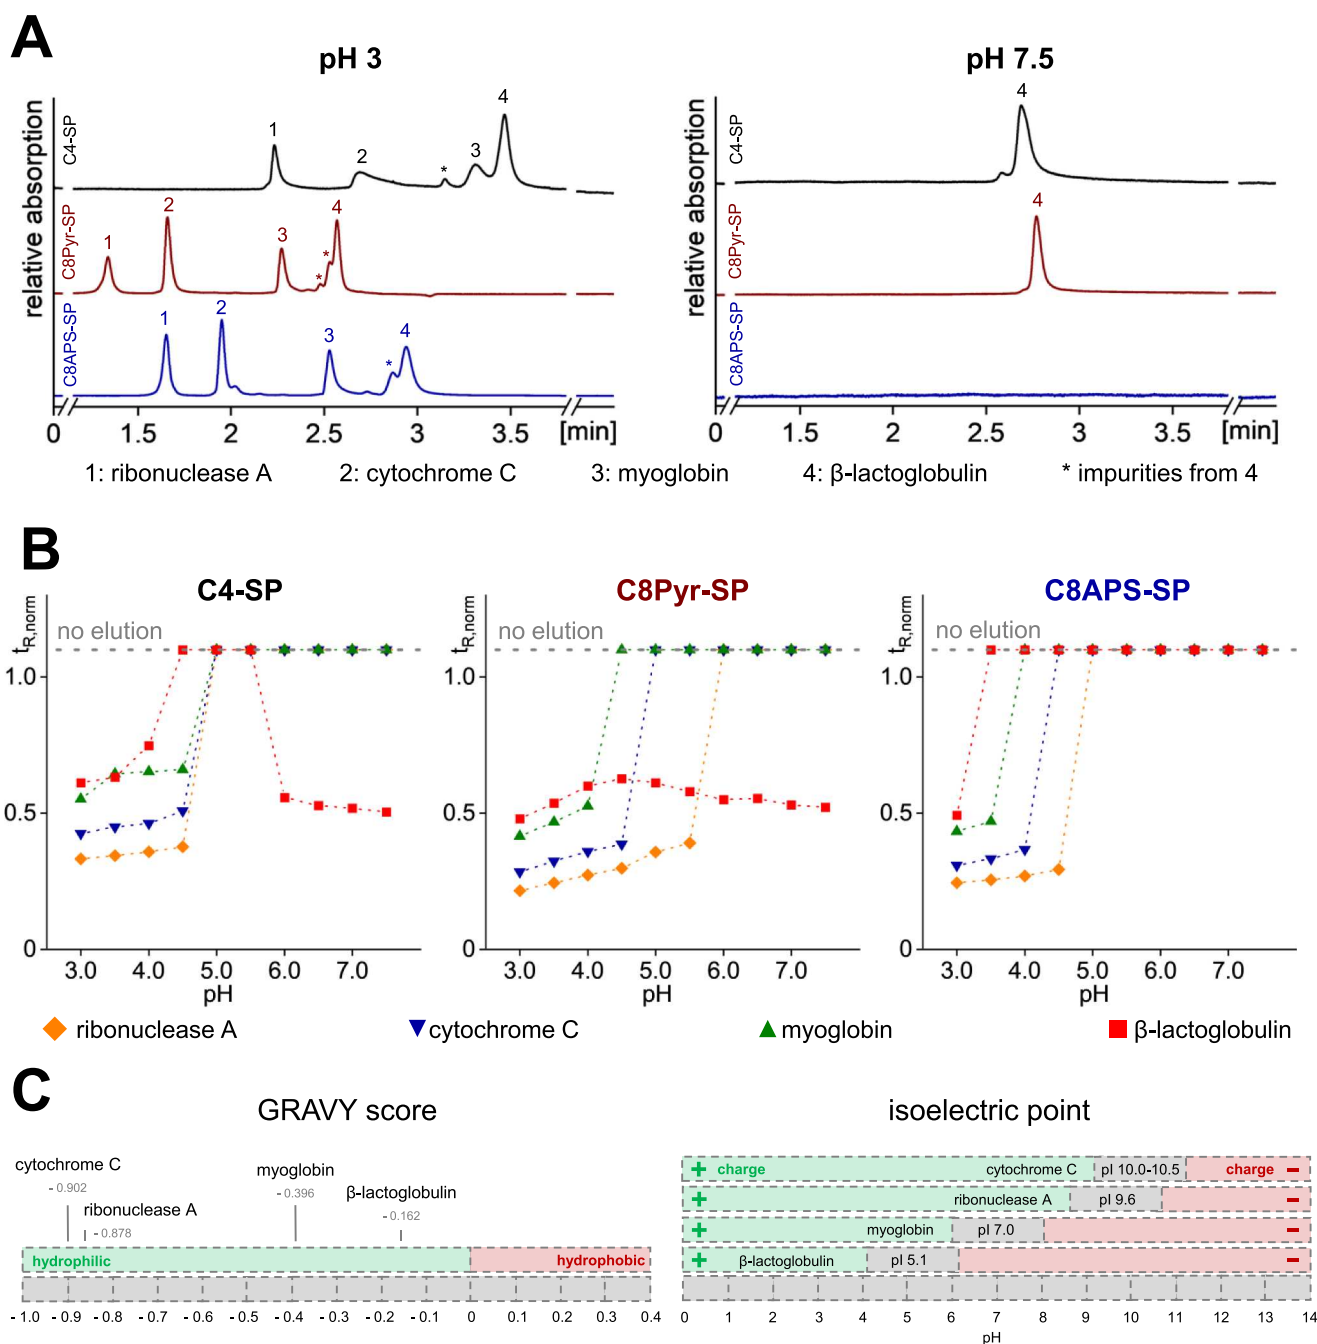 A
pH 3
pH 7.5
relative absorption
C4-SP
C8Pyr-SP
C8APS-SP
1
2
*
3
4
1
2
3
*
*
4
1
2
3
*
4
0
1.5
2
2.5
3
3.5
[min]
relative absorption
C4-SP
C8Pyr-SP
C8APS-SP
4
4
0
1.5
2
2.5
3
3.5
[min]
1: ribonuclease A
2: cytochrome C
3: myoglobin
4: β-lactoglobulin
* impurities from 4
B
C4-SP
C8Pyr-SP
C8APS-SP
tR,norm
no elution
1.0
0.5
0
3.0 4.0 5.0 6.0 7.0
pH
tR,norm
no elution
1.0
0.5
0
3.0 4.0 5.0 6.0 7.0
pH
tR,norm
no elution
1.0
0.5
0
3.0 4.0 5.0 6.0 7.0
pH
ribonuclease A
cytochrome C
myoglobin
β-lactoglobulin
C
GRAVY score
cytochrome C
- 0.902
ribonuclease A
- 0.878
myoglobin
- 0.396
β-lactoglobulin
- 0.162
hydrophilic
hydrophobic
-1.0 -0.9 -0.8 -0.7 -0.6 -0.5 -0.4 -0.3 -0.2 -0.1 0 0.1 0.2 0.3 0.4
isoelectric point
+ charge cytochrome C pI 10.0-10.5 charge −
+ ribonuclease A pI 9.6 −
+ myoglobin pI 7.0 −
+ β-lactoglobulin pI 5.1 −
0 1 2 3 4 5 6 7 8 9 10 11 12 13 14
pH